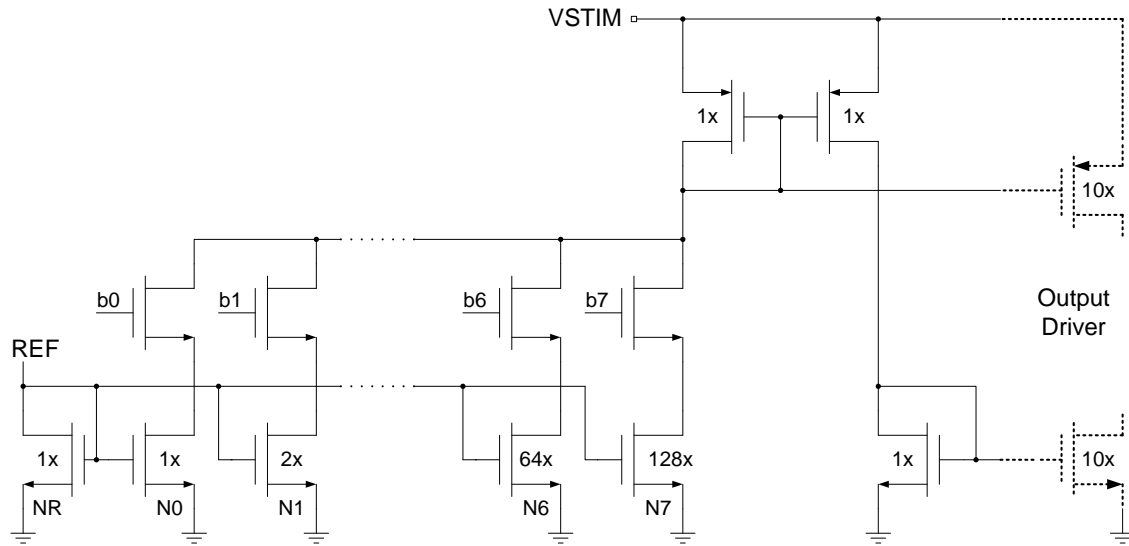 VSTIM
1x
1x
10x
b0
b1
b6
b7
Output
Driver
REF
1x
1x
2x
64x
128x
1x
10x
NR
N0
N1
N6
N7